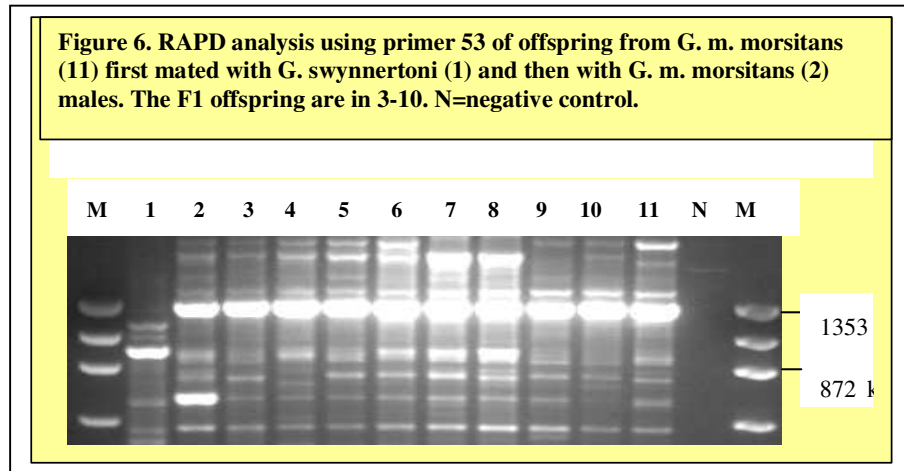 Figure 6. RAPD analysis using primer 53 of offspring from G. m. morsitans
(11) first mated with G. swynnertoni (1) and then with G. m. morsitans (2)
males. The F1 offspring are in 3-10. N=negative control.
M 1 2 3 4 5 6 7 8 9 10 11 N M
1353
872 k